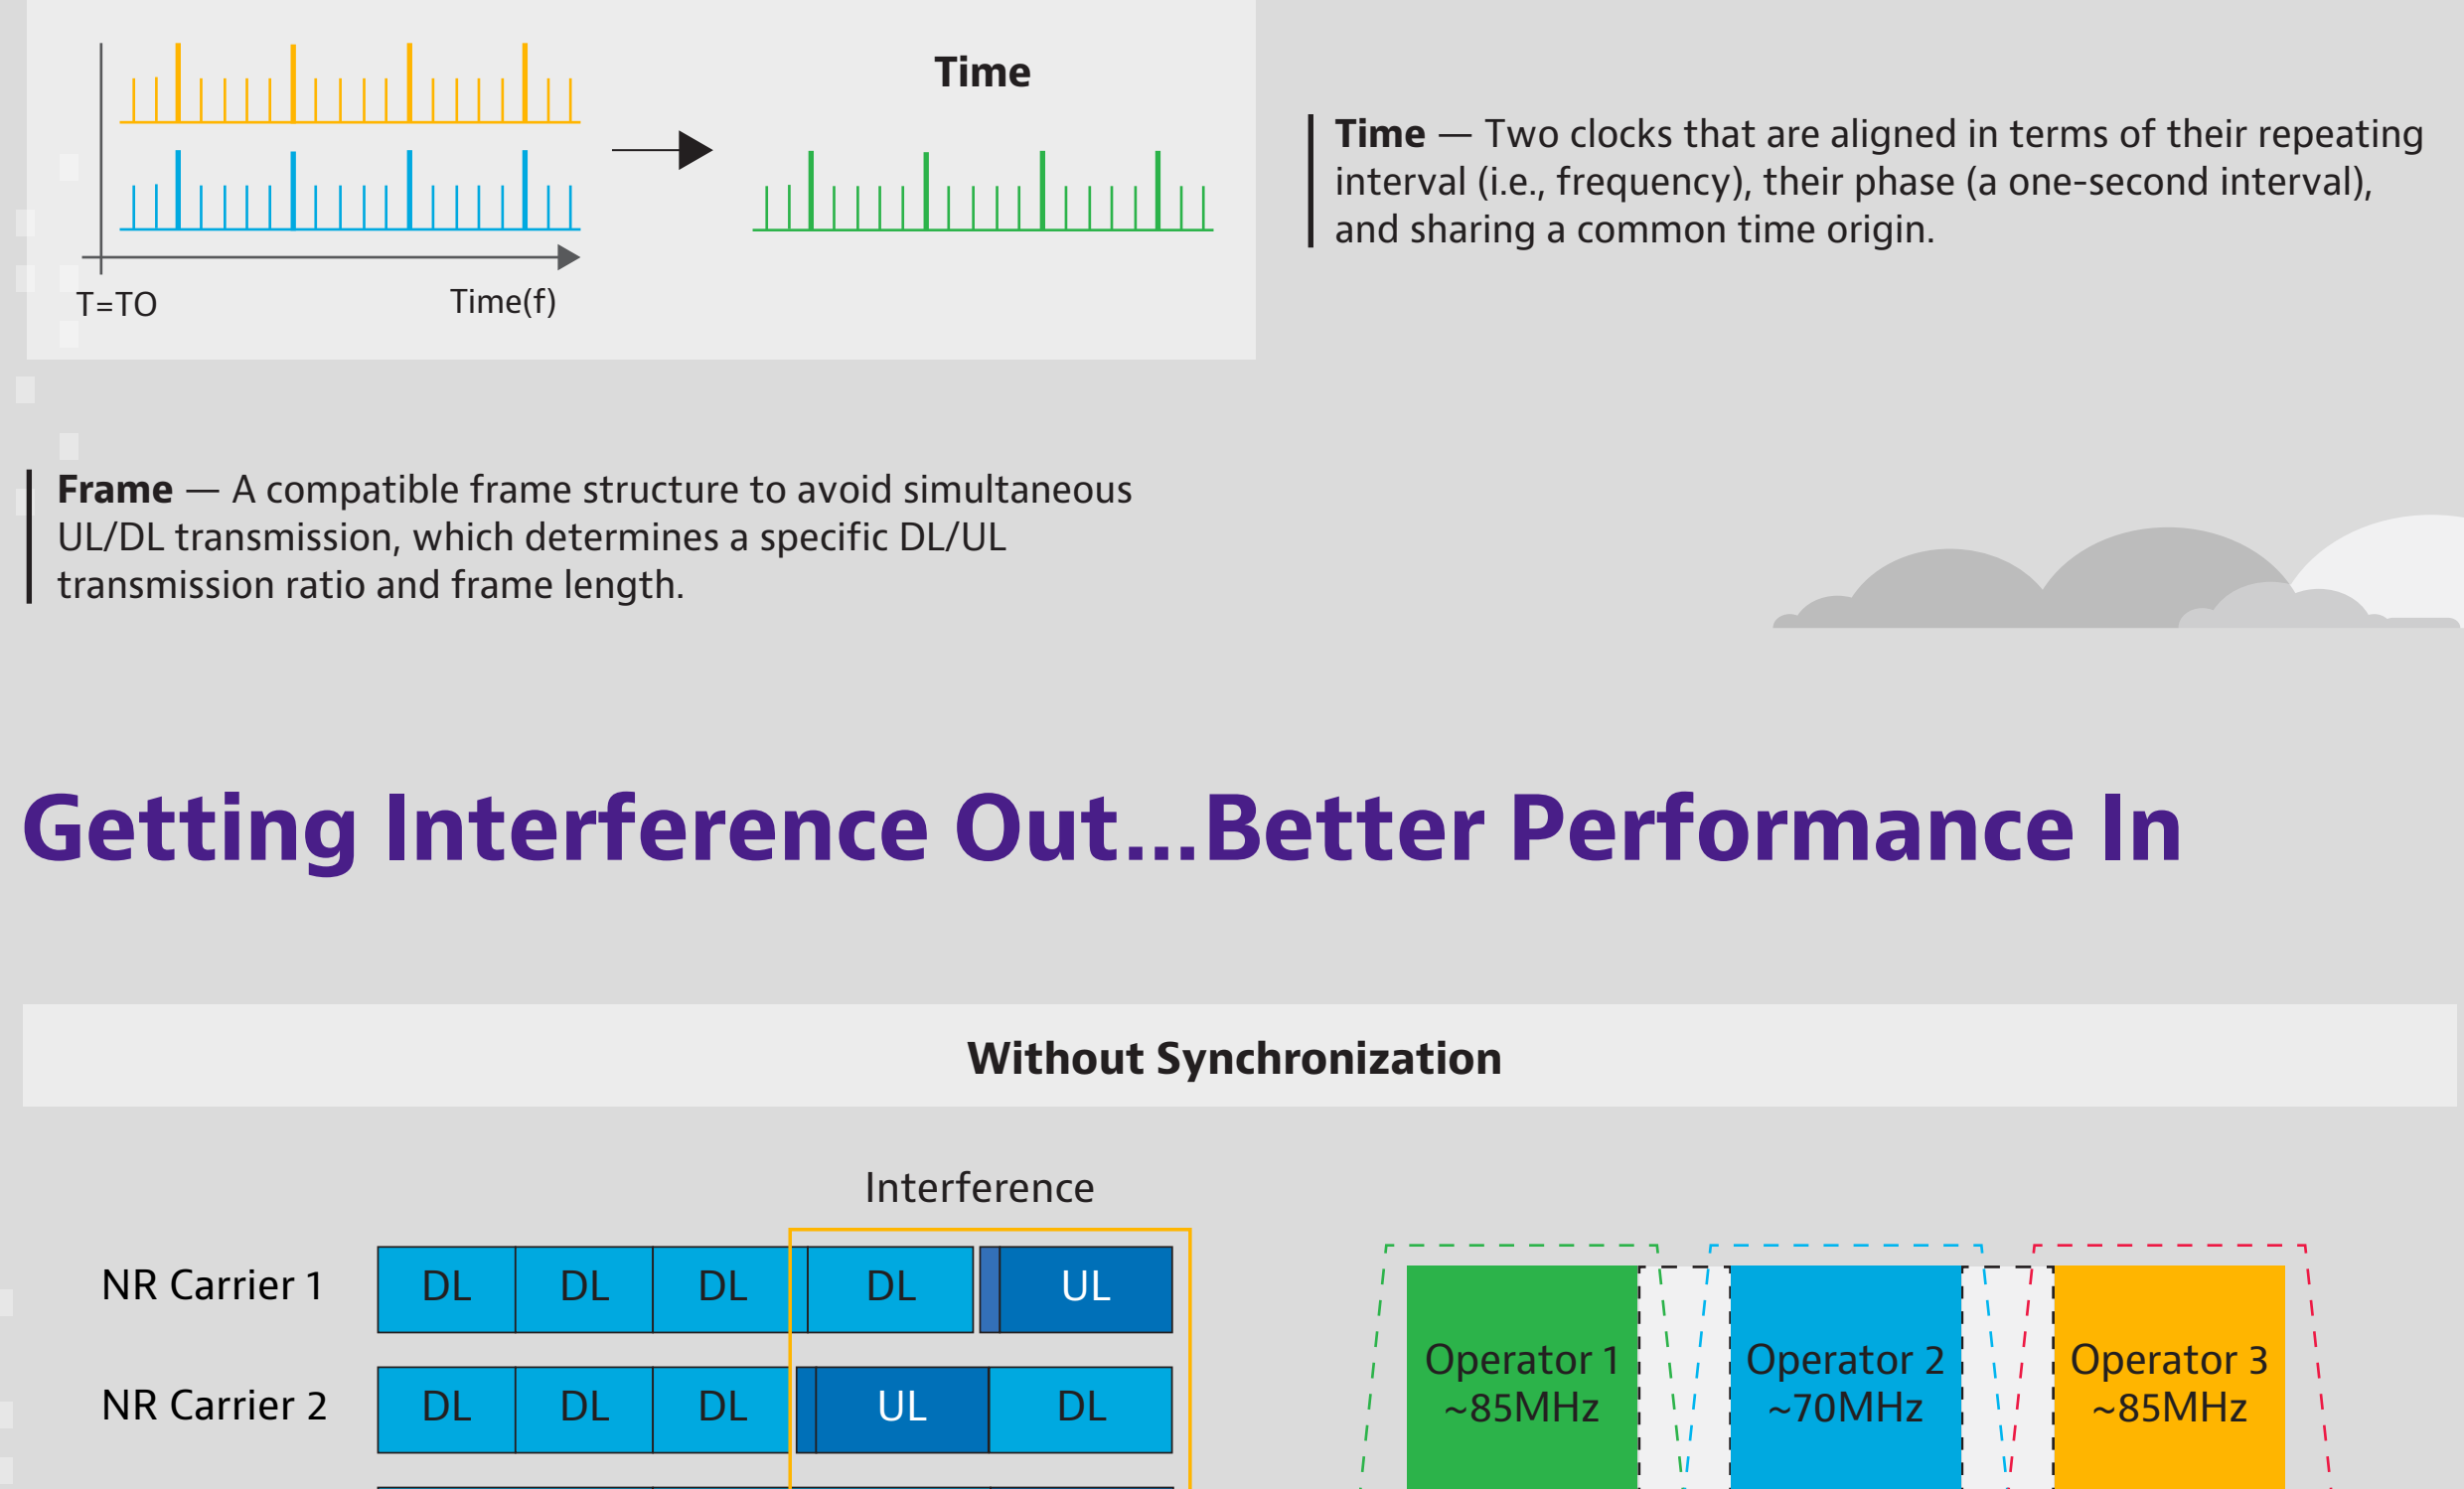 Time
T=TO
Time(f)
Time — Two clocks that are aligned in terms of their repeating
interval (i.e., frequency), their phase (a one-second interval),
and sharing a common time origin.
Frame — A compatible frame structure to avoid simultaneous
UL/DL transmission, which determines a specific DL/UL
transmission ratio and frame length.
Getting Interference Out...Better Performance In
Without Synchronization
Interference
NR Carrier 1 DL DL DL DL UL
NR Carrier 2 DL DL DL UL DL
Operator 1
~85MHz
Operator 2
~70MHz
Operator 3
~85MHz